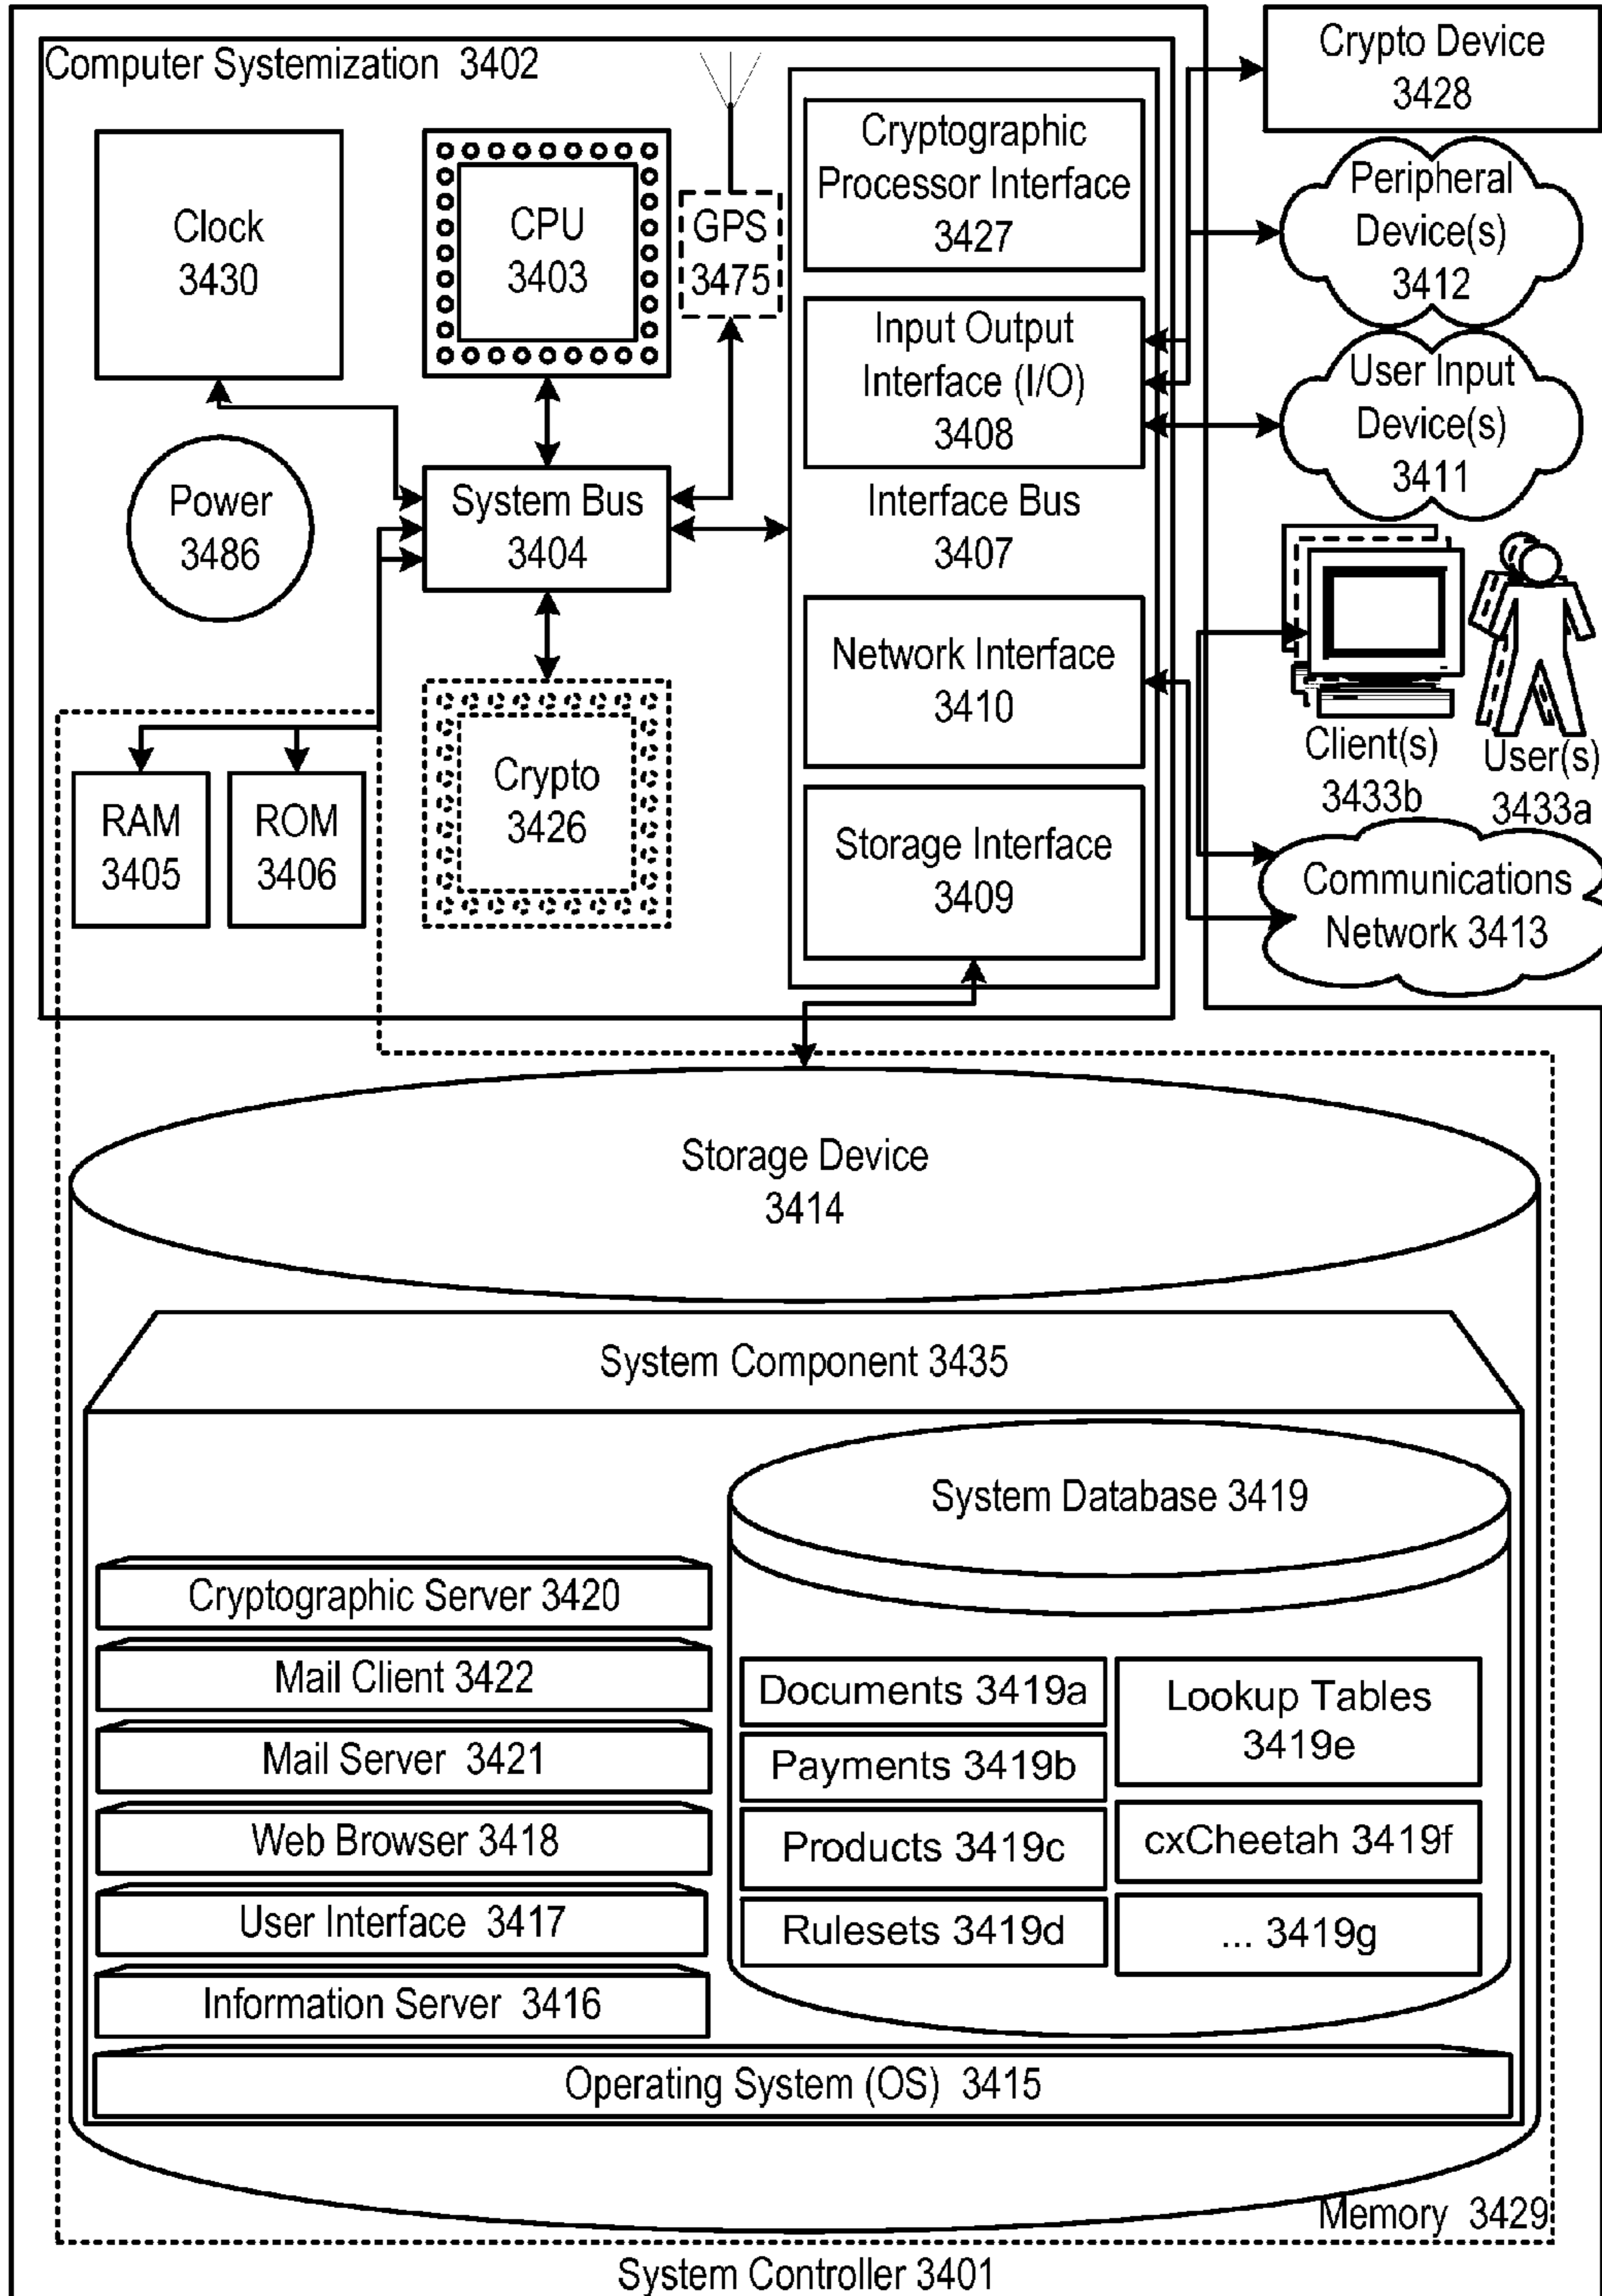 Computer Systemization 3402
Clock
3430
CPU
3403
GPS
3475
Power
3486
System Bus
3404
RAM
3405
ROM
3406
Crypto
3426
Cryptographic
Processor Interface
3427
Input Output
Interface (I/O)
3408
Interface Bus
3407
Network Interface
3410
Storage Interface
3409
Crypto Device
3428
Peripheral
Device(s)
3412
User Input
Device(s)
3411
Client(s)
3433b
User(s)
3433a
Communications
Network 3413
Storage Device
3414
System Component 3435
System Database 3419
Cryptographic Server 3420
Mail Client 3422
Mail Server 3421
Web Browser 3418
User Interface 3417
Information Server 3416
Documents 3419a
Payments 3419b
Products 3419c
Rulesets 3419d
Lookup Tables
3419e
cxCheetah 3419f
... 3419g
Operating System (OS) 3415
Memory 3429
System Controller 3401